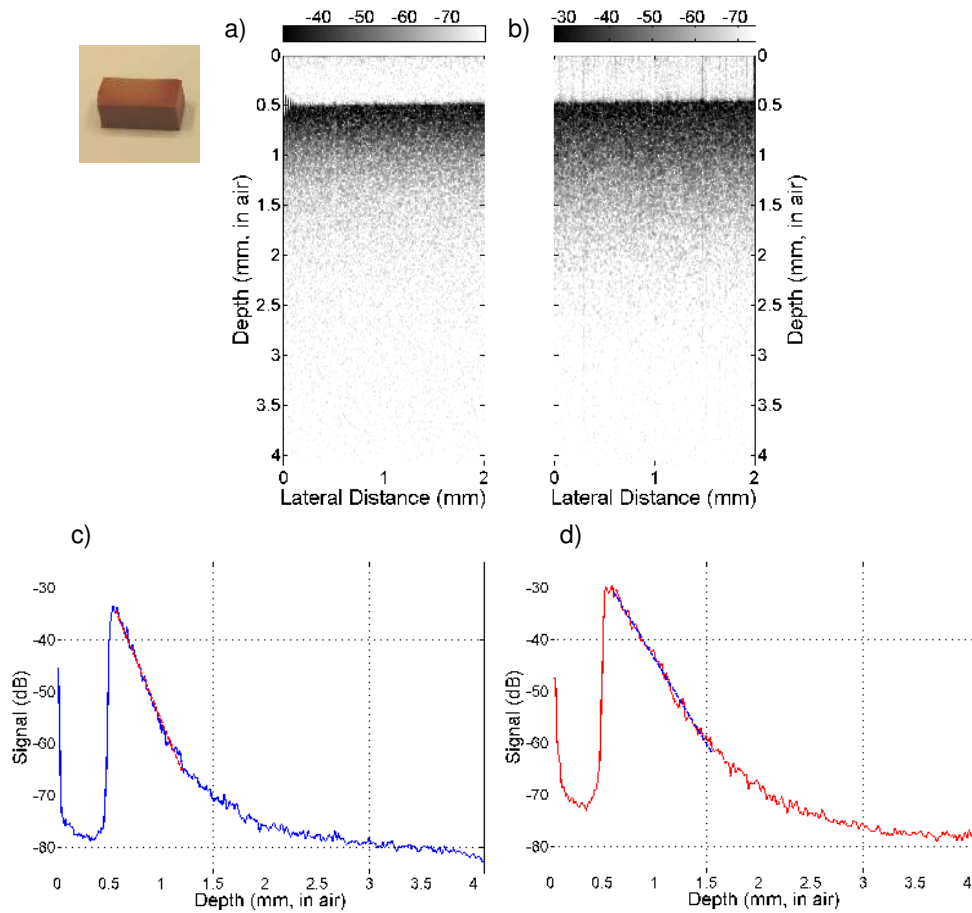 a)
-40 -50 -60 -70
b)
-30 -40 -50 -60 -70
0
0.5
1
1.5
2
2.5
3
3.5
4
Depth (mm, in air)
0 1 2
Lateral Distance (mm)
0 1 2
Lateral Distance (mm)
0
0.5
1
1.5
2
2.5
3
3.5
4
Depth (mm, in air)
c)
-30
-40
-50
-60
-70
-80
Signal (dB)
0 0.5 1 1.5 2 2.5 3 3.5 4
Depth (mm, in air)
d)
-30
-40
-50
-60
-70
-80
Signal (dB)
0 0.5 1 1.5 2 2.5 3 3.5 4
Depth (mm, in air)